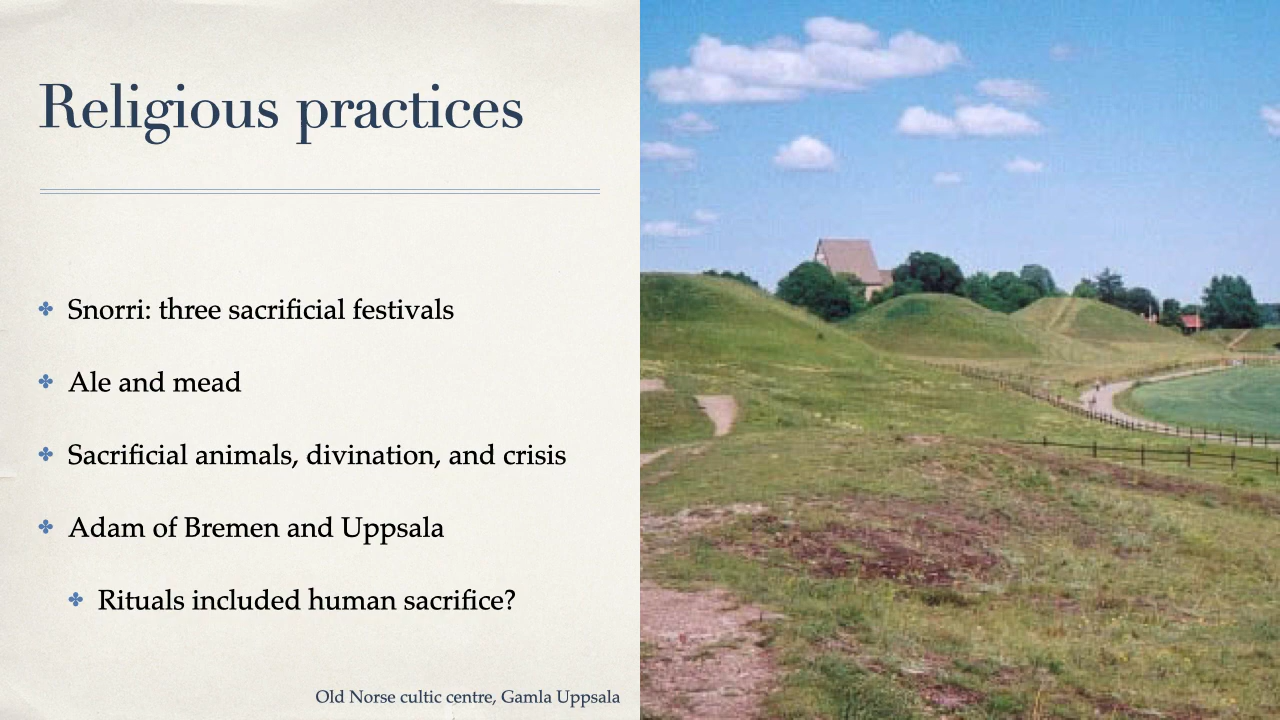 Religious practices
Snorri: three sacrificial festivals
Ale and mead
Sacrificial animals, divination, and crisis
Adam of Bremen and Uppsala
Rituals included human sacrifice?
Old Norse cultic centre, Gamla Uppsala